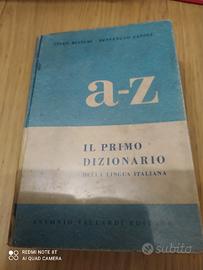 a-z
IL PRIMO
DIZIONARIO
DELLA LINGUA ITALIANA
ANTONIO VALLARDI EDITORE
REDMI NOTE 8T
AI QUAD CAMERA
subito